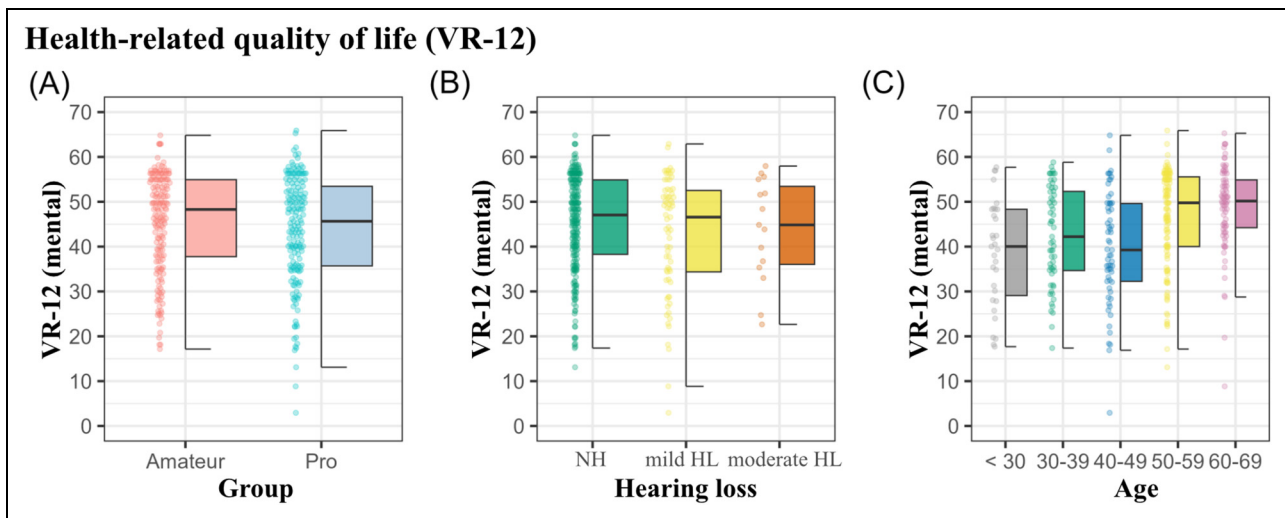 Health-related quality of life (VR-12)
(A)
VR-12 (mental)
70
60
50
40
30
20
10
0
Amateur Pro
Group
(B)
VR-12 (mental)
70
60
50
40
30
20
10
0
NH mild HL moderate HL
Hearing loss
(C)
VR-12 (mental)
70
60
50
40
30
20
10
0
< 30 30-39 40-49 50-59 60-69
Age